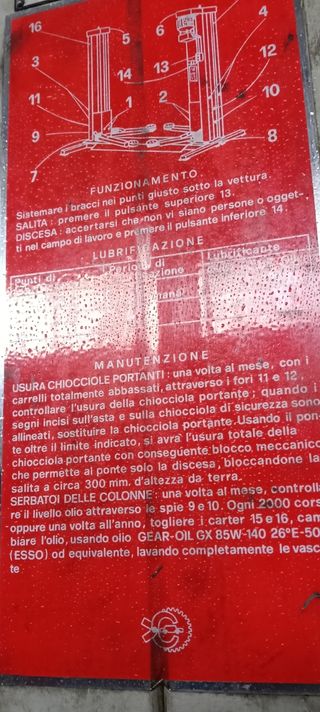 16 5 6 4
3 14 13 12
11 1 2 10
9
7 8
FUNZIONAMENTO.
Sistemare i bracci nei punti giusto sotto la vettura.
SALITA : premere il pulsante superiore 13.
DISCESA : accertarsi che non vi siano persone o ogget-
ti nel campo di lavoro e premere il pulsante inferiore 14.
LUBRIFICAZIONE
Punti di Periodo di Lubrificante
MANUTENZIONE
USURA CHIOCCIOLE PORTANTI : una volta al mese, con i
carrelli totalmente abbassati, attraverso i fori 11 e 12,
controllare l'usura della chiocciola portante ; quando i
segni incisi sull'asta e sulla chiocciola di sicurezza sono
allineati, sostituire la chiocciola portante. Usando il pon-
te oltre il limite indicato, si avra' l'usura totale della
chiocciola portante con conseguente blocco meccanico
che permette al ponte solo la discesa, bloccandone la
salita a circa 300 mm. d'altezza da terra.
SERBATOI DELLE COLONNE : una volta al mese, controlla
re il livello olio attraverso le spie 9 e 10. Ogni 2000 cors
oppure una volta all'anno, togliere i carter 15 e 16, cam
biare l'olio, usando olio GEAR-OIL GX 85W-140 26°E-50
(ESSO) od equivalente, lavando completamente le vasc
te